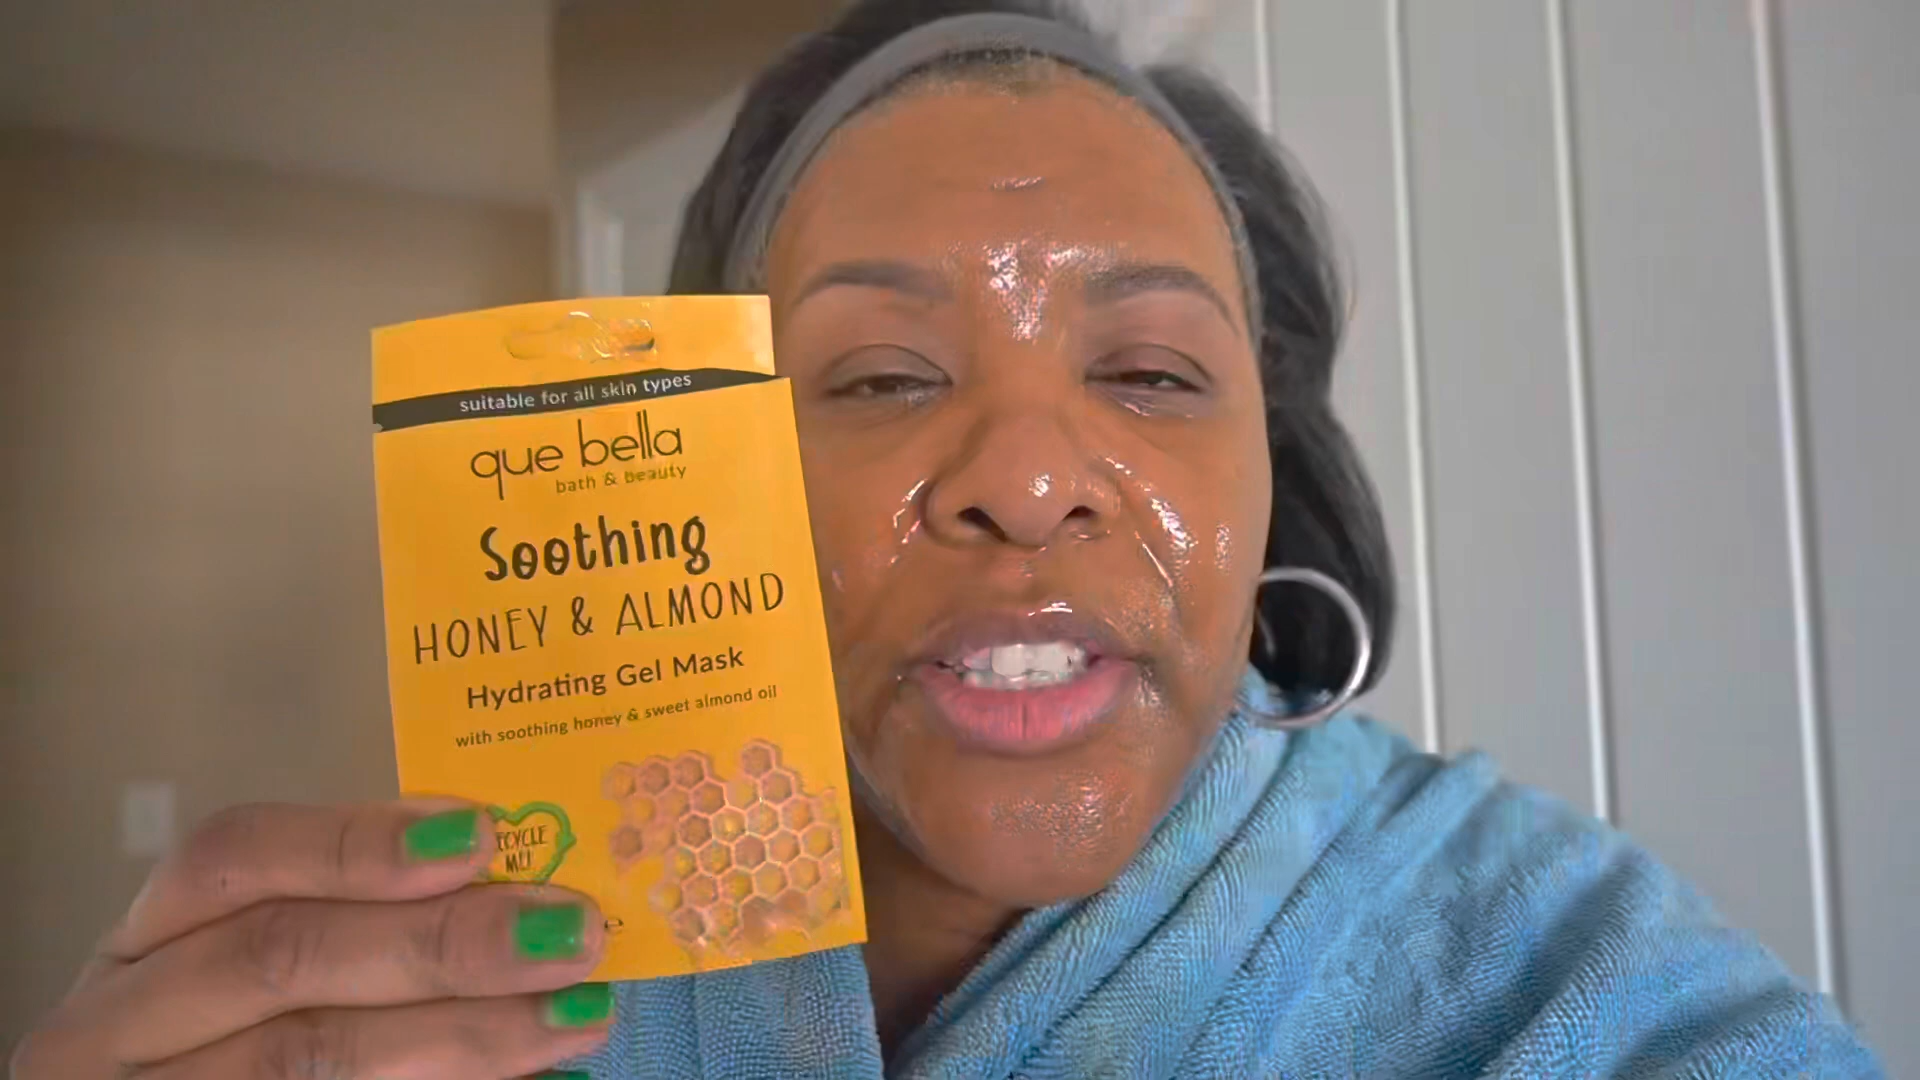 suitable for all skin types
que bella
bath & beauty
Soothing
HONEY & ALMOND
Hydrating Gel Mask
with soothing honey & sweet almond oil
ME!